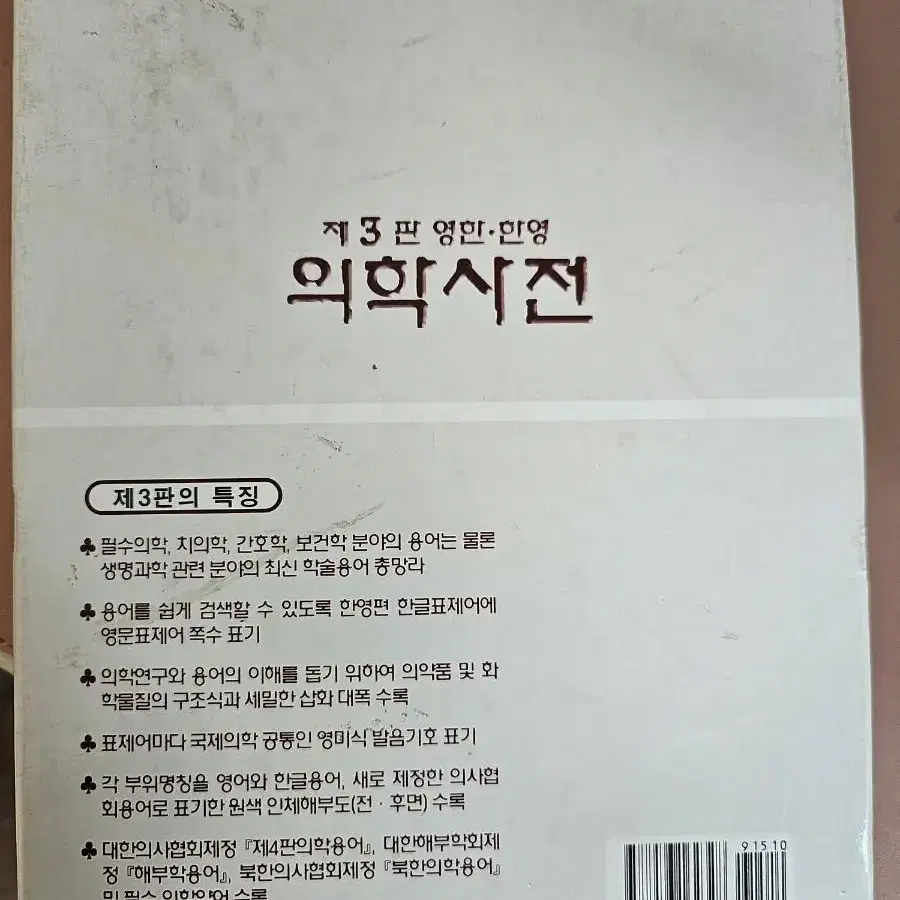 제 3 판 영한·한영
의학사전
제3판의 특징
♣ 필수의학, 치의학, 간호학, 보건학 분야의 용어는 물론
생명과학 관련 분야의 최신 학술용어 총망라
♣ 용어를 쉽게 검색할 수 있도록 한영편 한글표제어에
영문표제어 쪽수 표기
♣ 의학연구와 용어의 이해를 돕기 위하여 의약품 및 화
학물질의 구조식과 세밀한 삽화 대폭 수록
♣ 표제어마다 국제의학 공통인 영미식 발음기호 표기
♣ 각 부위명칭을 영어와 한글용어, 새로 제정한 의사협
회용어로 표기한 원색 인체해부도(전·후면) 수록
♣ 대한의사협회제정 『제4판의학용어』, 대한해부학회제
정 『해부학용어』, 북한의사협회제정 『북한의학용어』
및 필수 의학약어 수록
91510